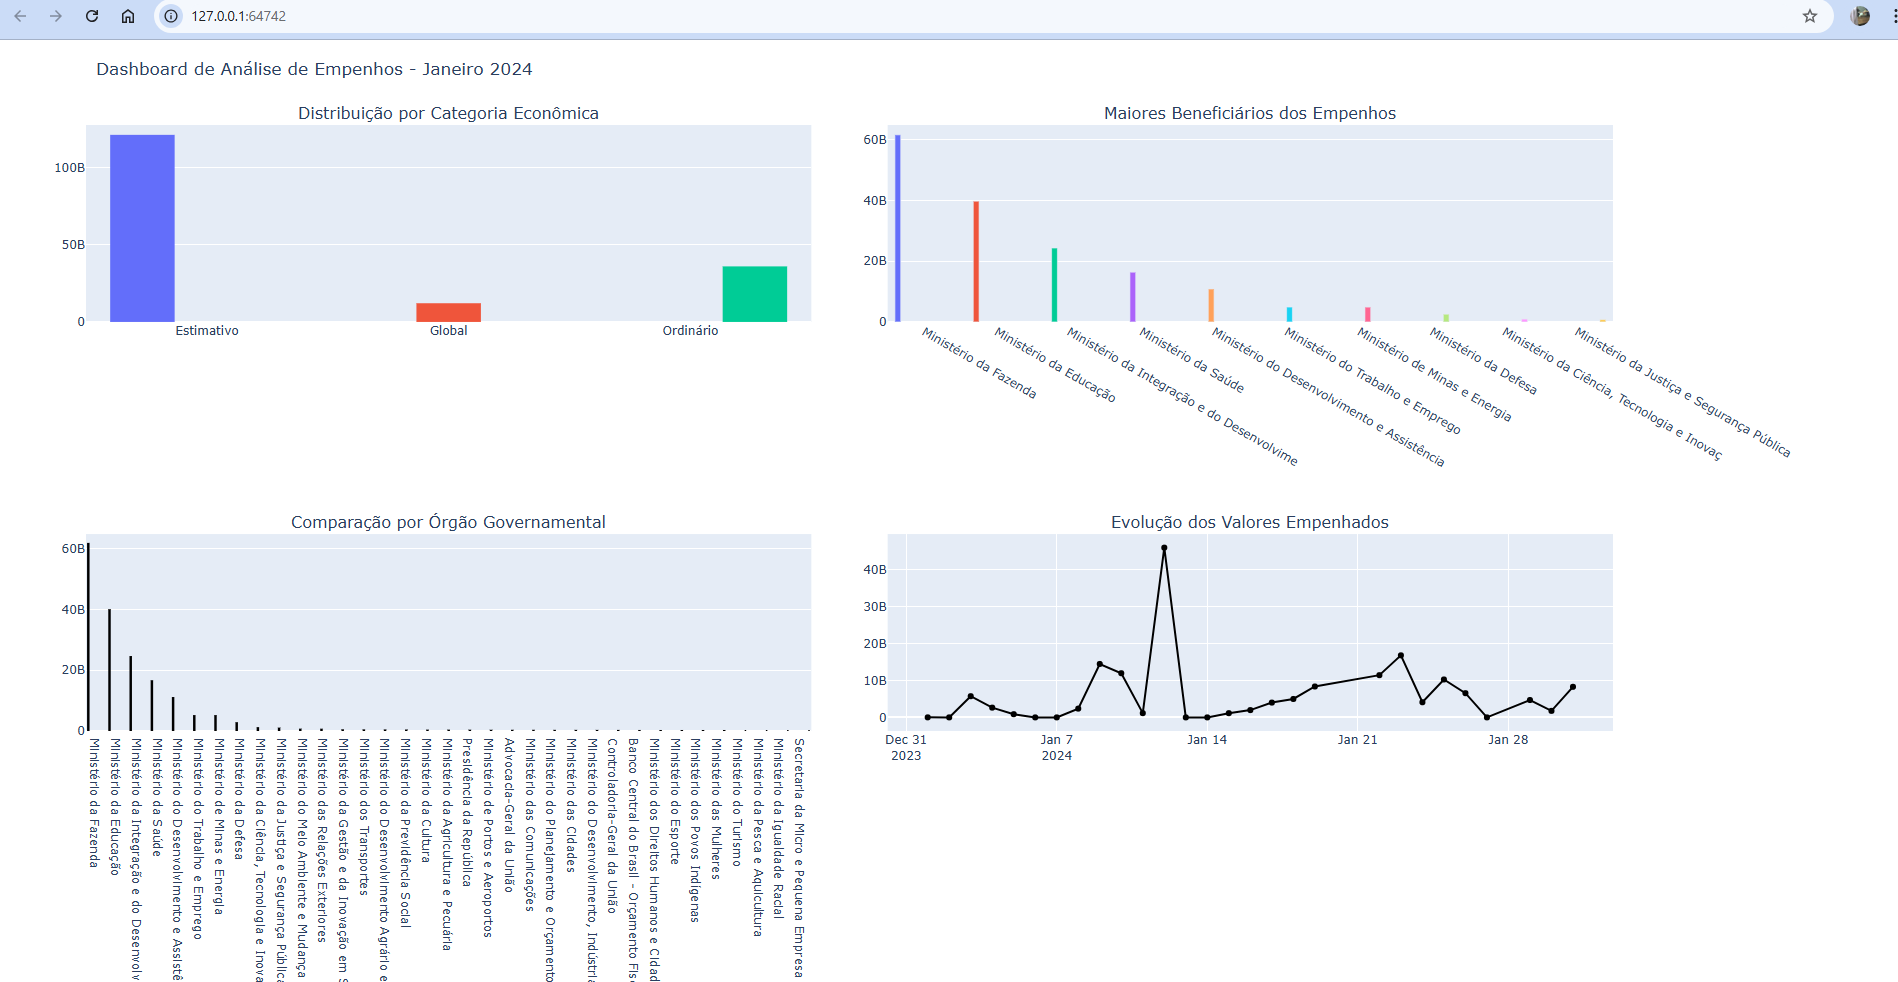 127.0.0.1:64742
Dashboard de Análise de Empenhos - Janeiro 2024
Distribuição por Categoria Econômica
100B
50B
0
Estimativo
Global
Ordinário
Maiores Beneficiários dos Empenhos
60B
40B
20B
0
Ministério da Fazenda
Ministério da Educação
Ministério da Integração e do Desenvolvime
Ministério da Saúde
Ministério do Desenvolvimento e Assistência
Ministério do Trabalho e Emprego
Ministério de Minas e Energia
Ministério da Defesa
Ministério da Ciência, Tecnologia e Inovaç
Ministério da Justiça e Segurança Pública
Comparação por Órgão Governamental
60B
40B
20B
0
Ministério da Fazenda
Ministério da Educação
Ministério da Integração e do Desenvolv
Ministério da Saúde
Ministério do Desenvolvimento e Assistê
Ministério do Trabalho e Emprego
Ministério de Minas e Energia
Ministério da Defesa
Ministério da Ciência, Tecnologia e Inova
Ministério da Justiça e Segurança Pública
Ministério do Meio Ambiente e Mudança
Ministério das Relações Exteriores
Ministério da Gestão e da Inovação em S
Ministério dos Transportes
Ministério do Desenvolvimento Agrário e
Ministério da Previdência Social
Ministério da Cultura
Ministério da Agricultura e Pecuária
Presidência da República
Ministério de Portos e Aeroportos
Advocacia-Geral da União
Ministério das Comunicações
Ministério do Planejamento e Orçamento
Ministério das Cidades
Ministério do Desenvolvimento, Indústria
Controladoria-Geral da União
Banco Central do Brasil - Orçamento Fisc
Ministério dos Direitos Humanos e Cidad
Ministério do Esporte
Ministério dos Povos Indígenas
Ministério das Mulheres
Ministério do Turismo
Ministério da Pesca e Aquicultura
Ministério da Igualdade Racial
Secretaria da Micro e Pequena Empresa
Evolução dos Valores Empenhados
40B
30B
20B
10B
0
Dec 31
2023
Jan 7
2024
Jan 14
Jan 21
Jan 28